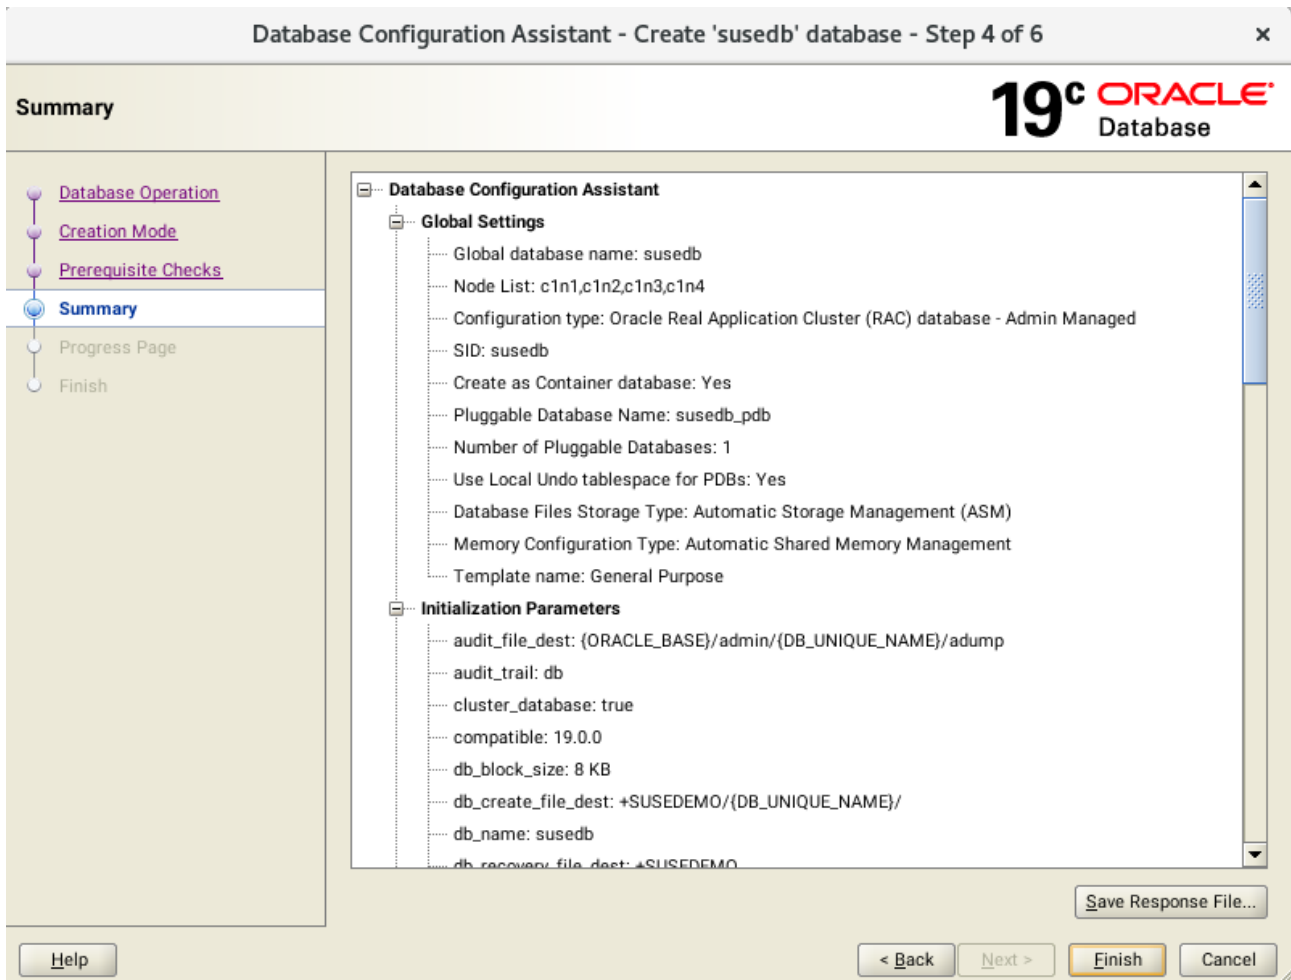 Database Configuration Assistant - Create 'susedb' database - Step 4 of 6
Summary
19c ORACLE
Database
Database Operation
Creation Mode
Prerequisite Checks
Summary
Progress Page
Finish
Database Configuration Assistant
Global Settings
Global database name: susedb
Node List: c1n1,c1n2,c1n3,c1n4
Configuration type: Oracle Real Application Cluster (RAC) database - Admin Managed
SID: susedb
Create as Container database: Yes
Pluggable Database Name: susedb_pdb
Number of Pluggable Databases: 1
Use Local Undo tablespace for PDBs: Yes
Database Files Storage Type: Automatic Storage Management (ASM)
Memory Configuration Type: Automatic Shared Memory Management
Template name: General Purpose
Initialization Parameters
audit_file_dest: {ORACLE_BASE}/admin/{DB_UNIQUE_NAME}/adump
audit_trail: db
cluster_database: true
compatible: 19.0.0
db_block_size: 8 KB
db_create_file_dest: +SUSEDEMO/{DB_UNIQUE_NAME}/
db_name: susedb
db_recovery_file_dest: +SUSEDEMO
Save Response File...
Help
< Back
Next >
Finish
Cancel